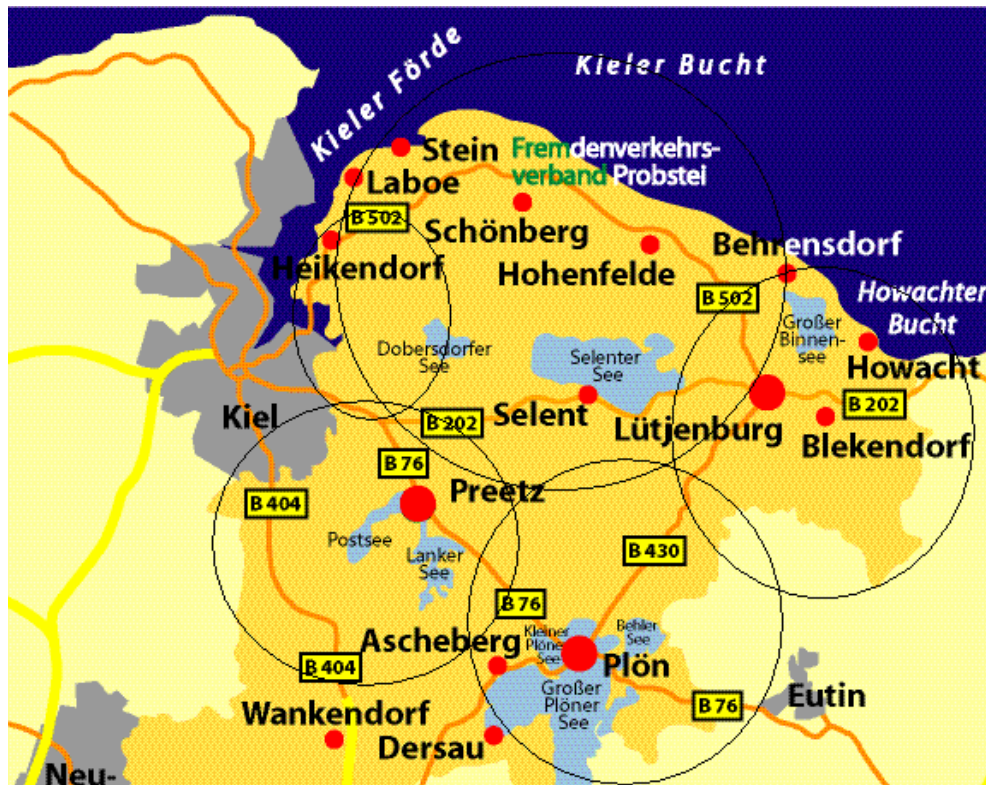 Kieler Förde
Kieler Bucht
Stein
Fremdenverkehrs-
verband Probstei
Laboe
B 502
Schönberg
Heikendorf
Hohenfelde
Behrensdorf
B 502
Howachter
Bucht
Großer
Binnen-
see
Dobersdorfer
See
Selenter
See
Howacht
Kiel
B 202
Selent
Lütjenburg
B 202
Blekendorf
B 76
Preetz
B 404
Postsee
Lanker
See
B 430
B 76
Ascheberg
Kleiner
Plöner
See
Behler
See
B 404
Plön
Großer
Plöner
See
Eutin
B 76
Wankendorf
Dersau
Neu-